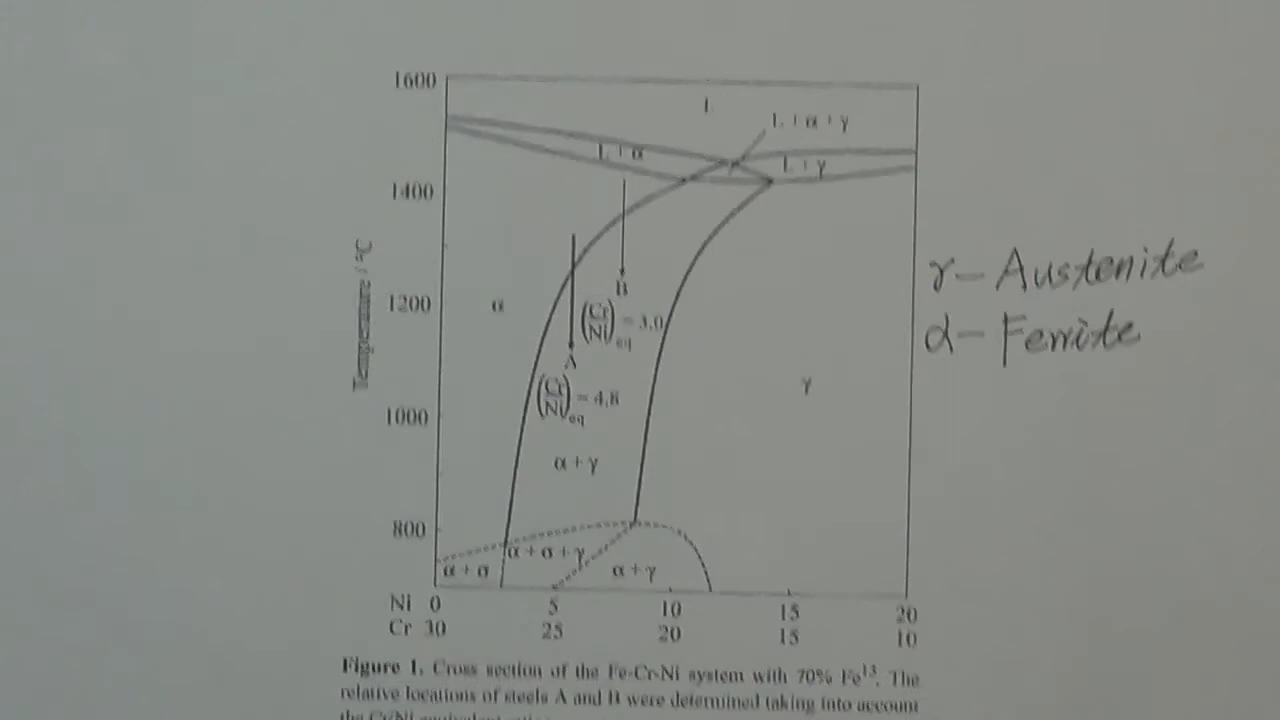 1600
L
L + α + γ
L + α
L + γ
1400
Temperature / °C
γ – Austenite
α – Ferrite
1200
α
B
(Cr/Ni)eq = 3.0
A
(Cr/Ni)eq = 4.8
γ
1000
α + γ
800
α + σ + γ
α + σ
α + γ
Ni 0 5 10 15 20
Cr 30 25 20 15 10
Figure 1. Cross section of the Fe-Cr-Ni system with 70% Fe13. The
relative locations of steels A and B were determined taking into account